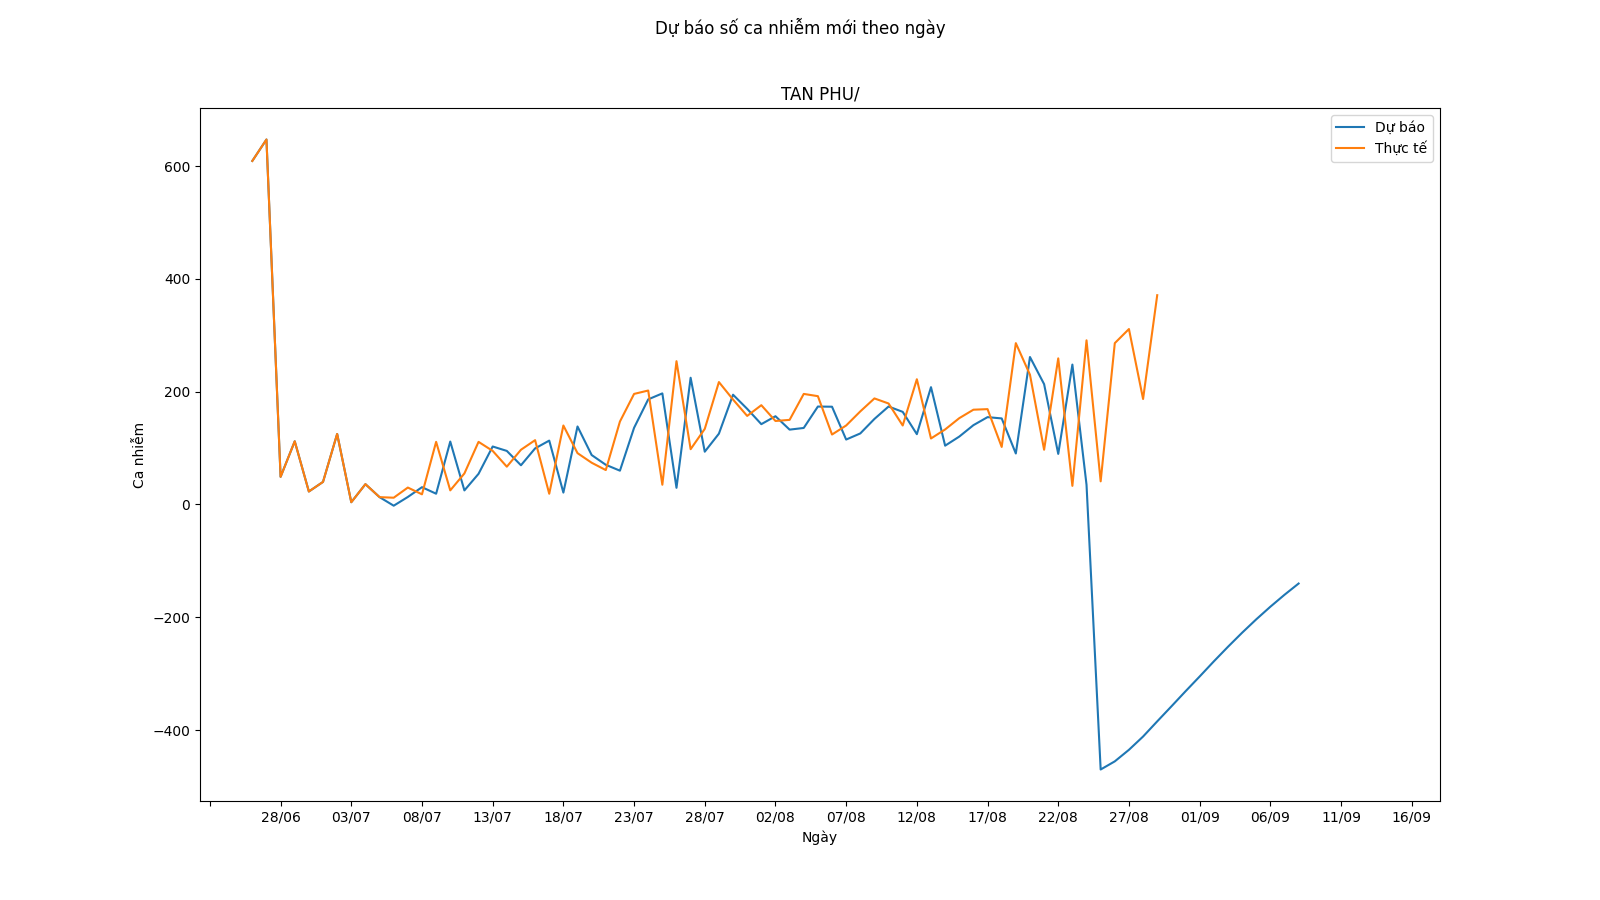 Dự báo số ca nhiễm mới theo ngày
TAN PHU/
Dự báo
Thực tế
600
400
200
0
−200
−400
Ca nhiễm
28/06 03/07 08/07 13/07 18/07 23/07 28/07 02/08 07/08 12/08 17/08 22/08 27/08 01/09 06/09 11/09 16/09
Ngày